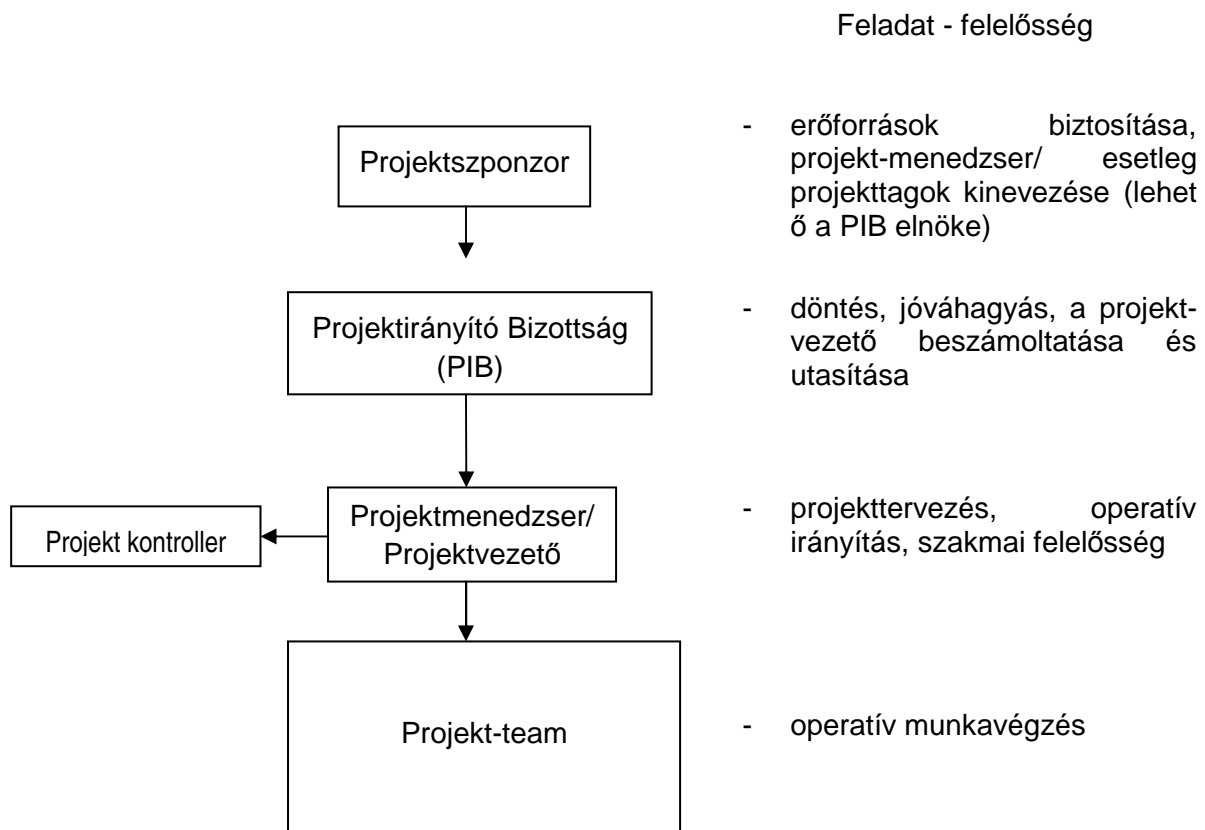 Feladat - felelősség
Projektszponzor
- erőforrások biztosítása,
projekt-menedzser/ esetleg
projekttagok kinevezése (lehet
ő a PIB elnöke)
Projektirányító Bizottság
(PIB)
- döntés, jóváhagyás, a projekt-
vezető beszámoltatása és
utasítása
Projekt kontroller
Projektmenedzser/
Projektvezető
- projekttervezés, operatív
irányítás, szakmai felelősség
Projekt-team
- operatív munkavégzés